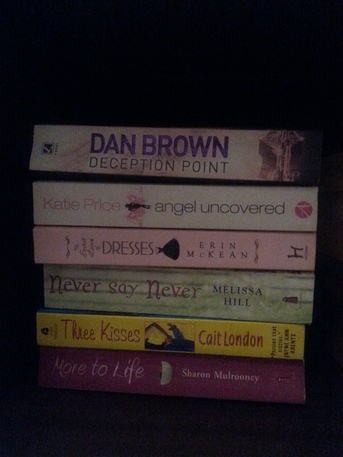 DAN BROWN
DECEPTION POINT
Katie Price angel uncovered
DRESSES ERIN McKEAN
Never say Never MELISSA HILL
Three Kisses Cait London
More to Life Sharon Mulrooney